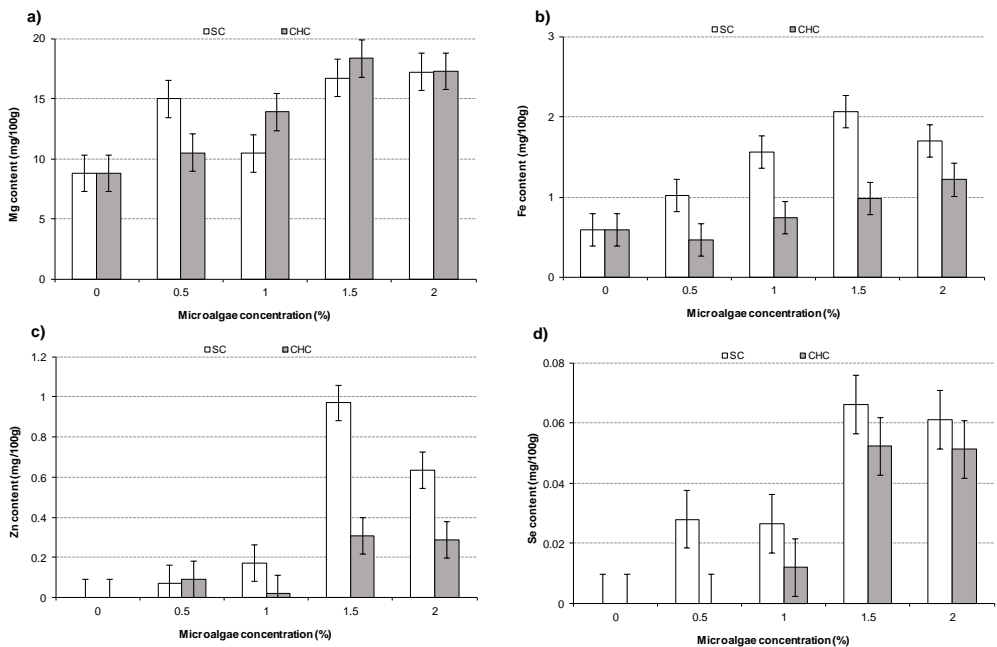 a)
SC CHC
20
15
10
5
0
Mg content (mg/100g)
0 0.5 1 1.5 2
Microalgae concentration (%)
b)
SC CHC
3
2
1
0
Fe content (mg/100g)
0 0.5 1 1.5 2
Microalgae concentration (%)
c)
SC CHC
1.2
1
0.8
0.6
0.4
0.2
0
Zn content (mg/100g)
0 0.5 1 1.5 2
Microalgae concentration (%)
d)
SC CHC
0.08
0.06
0.04
0.02
0
Se content (mg/100g)
0 0.5 1 1.5 2
Microalgae concentration (%)